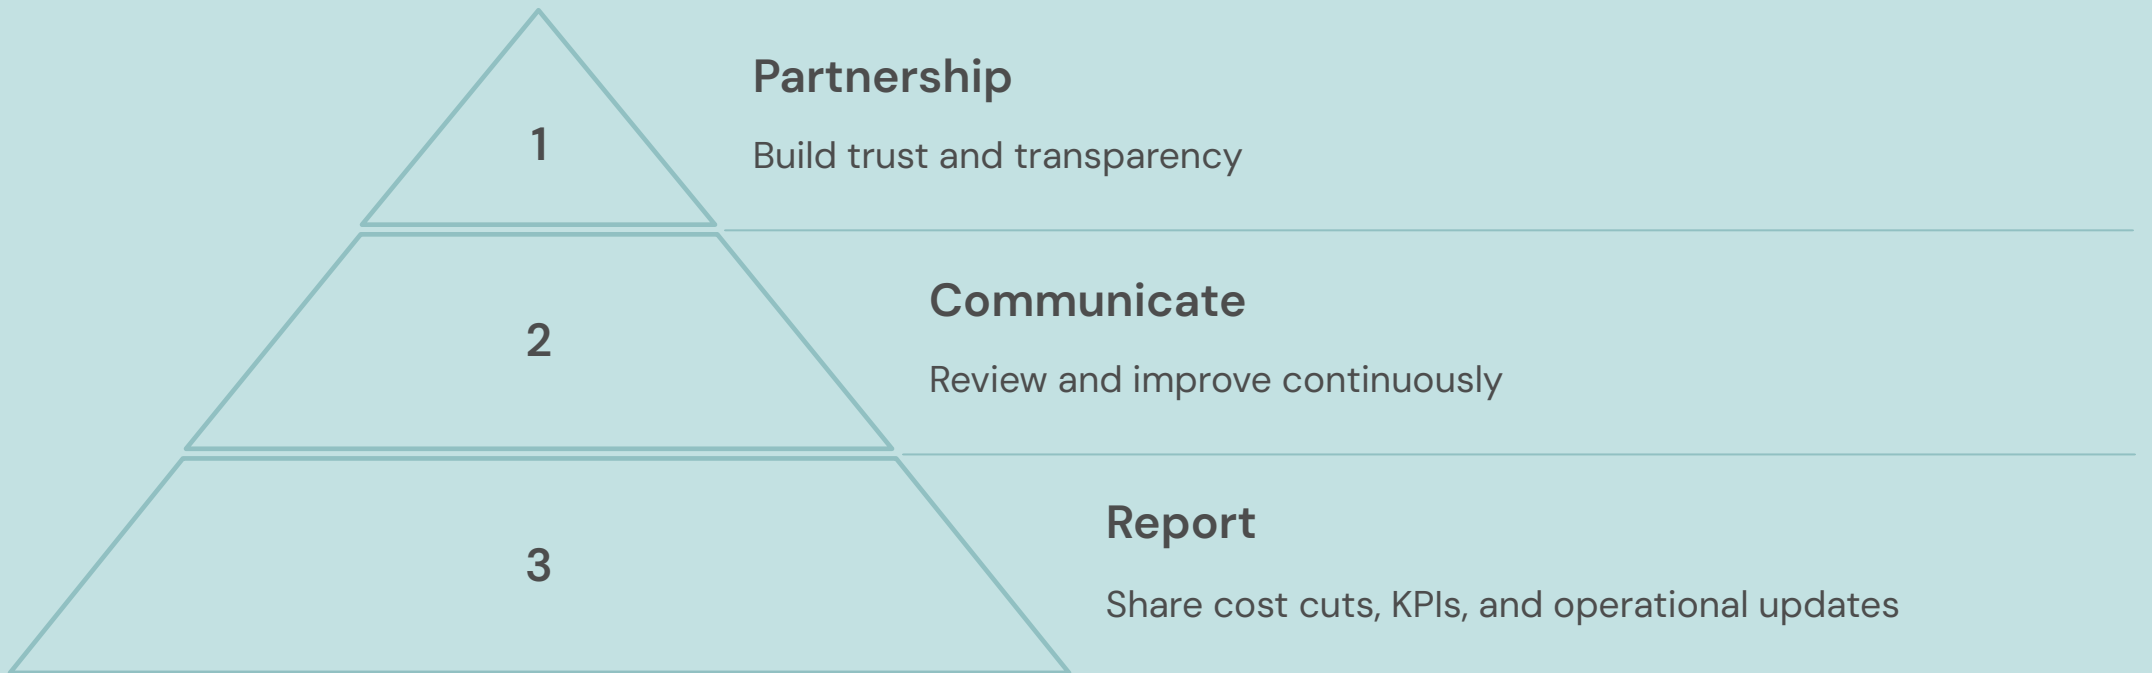 1
Partnership
Build trust and transparency
2
Communicate
Review and improve continuously
3
Report
Share cost cuts, KPIs, and operational updates